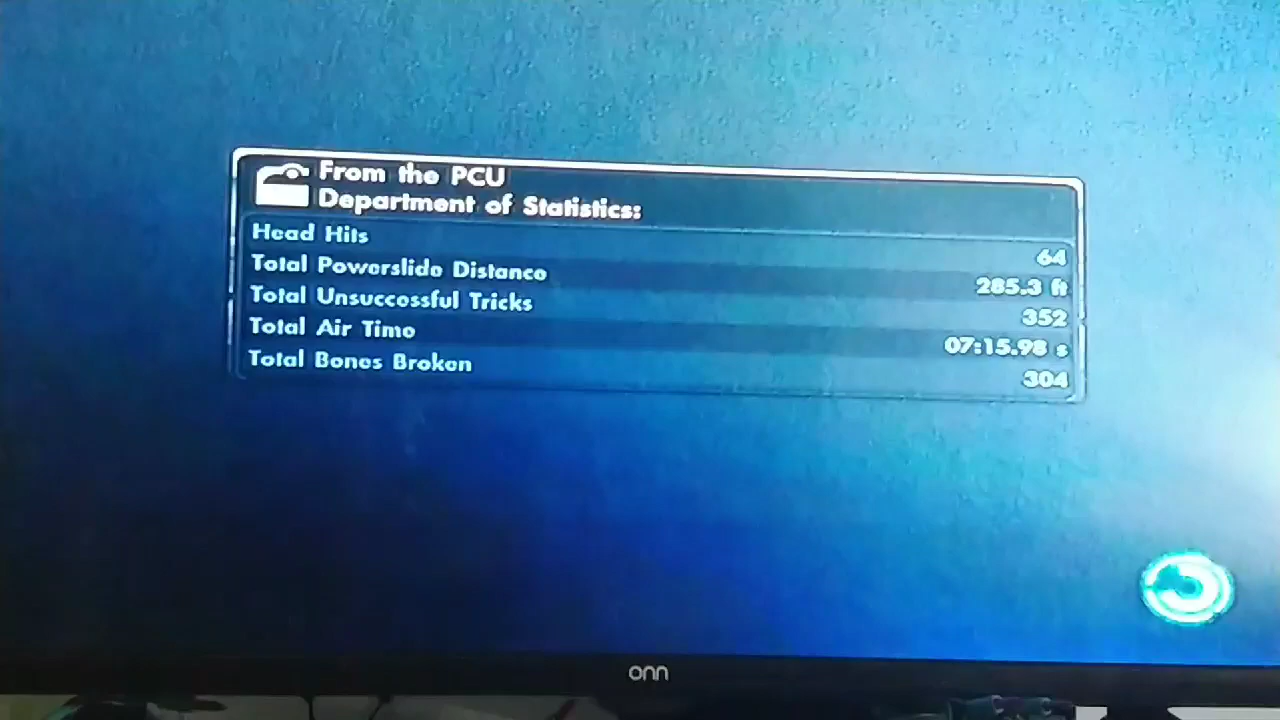 From the PCU
Department of Statistics:
Head Hits 64
Total Powerslide Distance 285.3 ft
Total Unsuccessful Tricks 352
Total Air Time 07:15.98 s
Total Bones Broken 304
onn